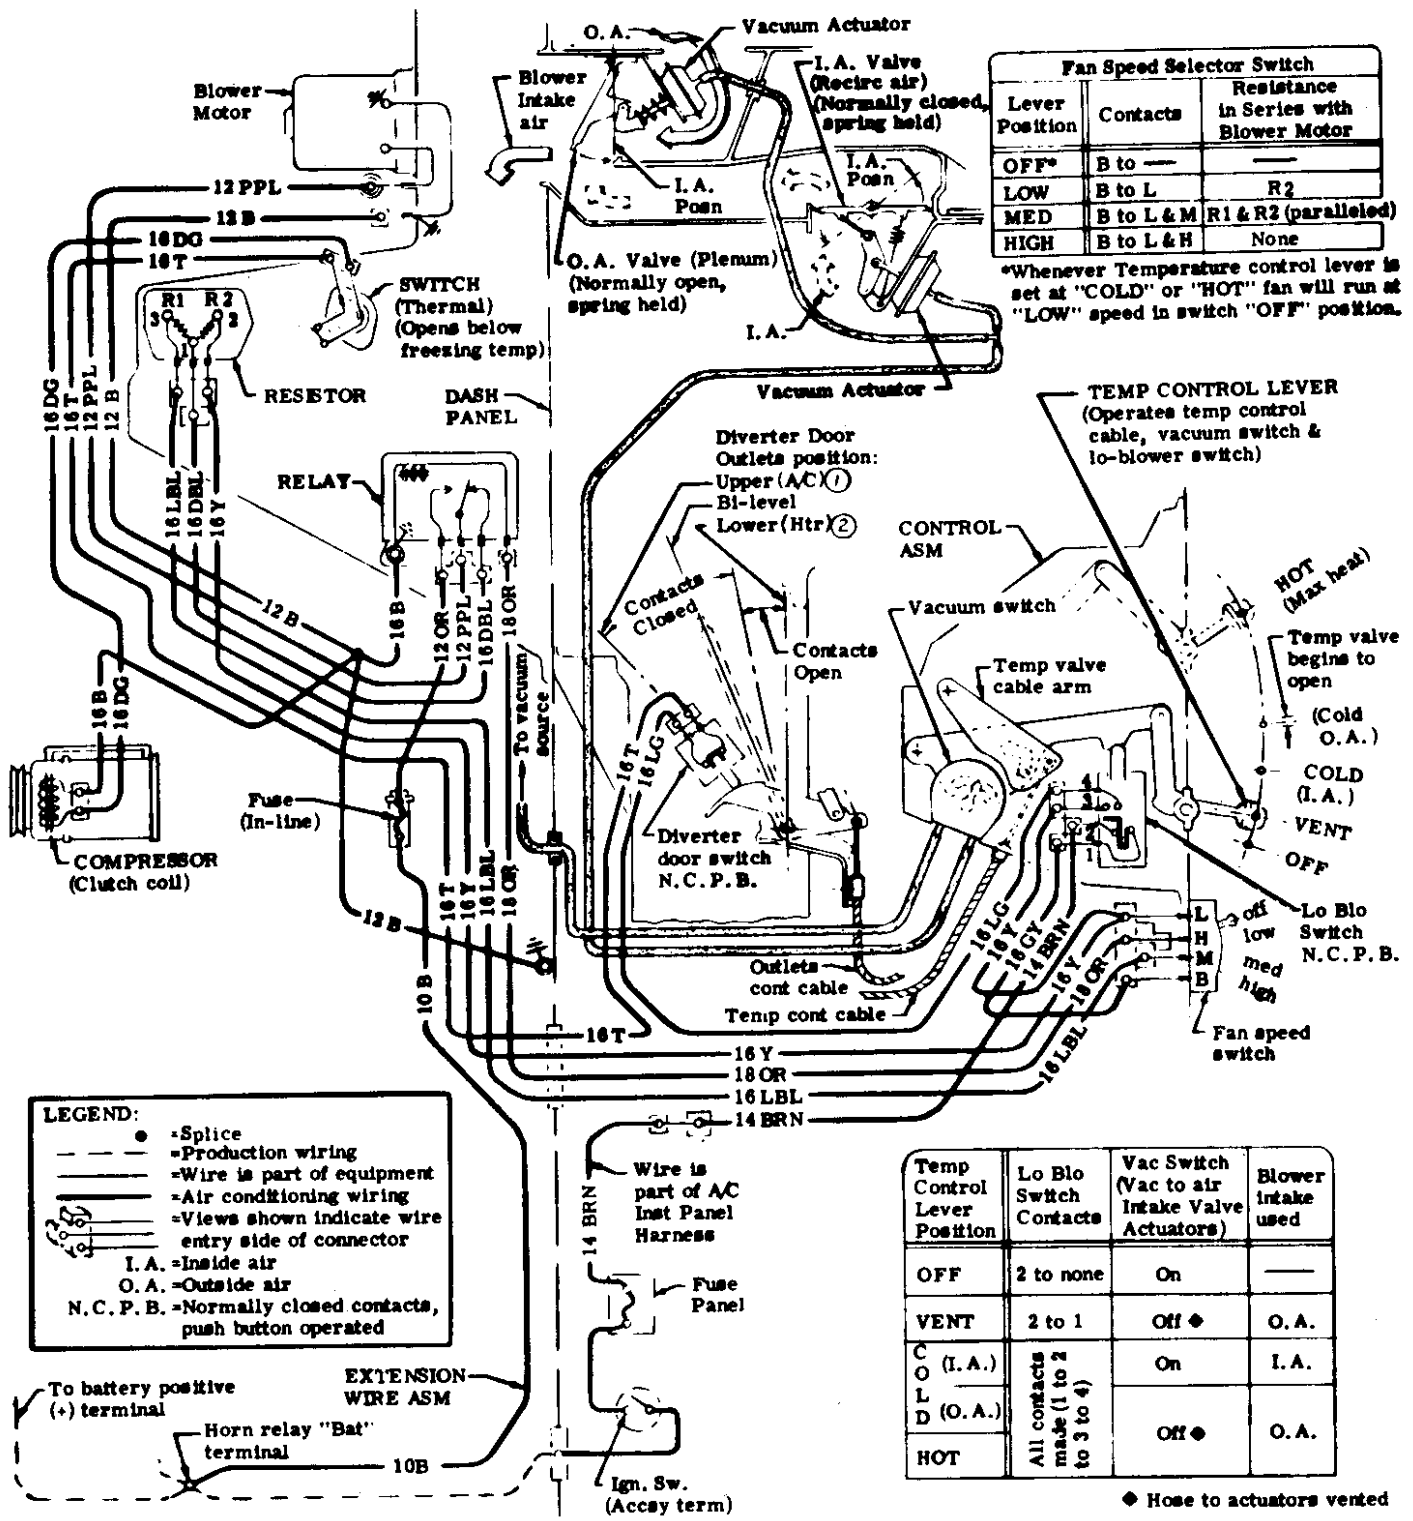 O. A.
Vacuum Actuator
Blower
Motor
Blower
Intake
air
I. A. Valve
(Recirc air)
(Normally closed,
spring held)
Fan Speed Selector Switch
Lever
Position
Contacts
Resistance
in Series with
Blower Motor
OFF*
B to —
—
LOW
B to L
R2
MED
B to L & M
R1 & R2 (paralleled)
HIGH
B to L & H
None
*Whenever Temperature control lever is
set at "COLD" or "HOT" fan will run at
"LOW" speed in switch "OFF" position.
12 PPL
12 B
16 DG
16 T
I. A.
Posn
I. A.
Posn
O. A. Valve (Plenum)
(Normally open,
spring held)
I. A.
Vacuum Actuator
SWITCH
(Thermal)
(Opens below
freezing temp)
R1
R 2
3
2
1
RESISTOR
DASH
PANEL
16 DG
16 T
12 PPL
12 B
16 LBL
16 DBL
16 Y
RELAY
Diverter Door
Outlets position:
Upper (A/C) 1
Bi-level
Lower (Htr) 2
TEMP CONTROL LEVER
(Operates temp control
cable, vacuum switch &
lo-blower switch)
CONTROL
ASM
HOT
(Max heat)
Contacts
Closed
Contacts
Open
Vacuum switch
Temp valve
cable arm
Temp valve
begins to
open
(Cold
O. A. )
COLD
(I. A. )
VENT
OFF
12 B
16 B
12 OR
12 PPL
16 DBL
18 OR
To vacuum
source
16 T
16 LG
16 B
16 DG
COMPRESSOR
(Clutch coil)
Fuse
(In-line)
Diverter
door switch
N. C. P. B.
4
3
2
1
Lo Blo
Switch
N. C. P. B.
L
H
M
B
off
low
med
high
Fan speed
switch
12 B
16 T
16 Y
16 LBL
18 OR
10 B
16 LG
16 Y
16 GY
14 BRN
16 Y
18 OR
16 LBL
Outlets
cont cable
Temp cont cable
16 T
16 Y
18 OR
16 LBL
14 BRN
LEGEND:
=Splice
=Production wiring
=Wire is part of equipment
=Air conditioning wiring
=Views shown indicate wire
entry side of connector
I. A. =Inside air
O. A. =Outside air
N. C. P. B. =Normally closed contacts,
push button operated
Wire is
part of A/C
Inst Panel
Harness
14 BRN
Fuse
Panel
EXTENSION
WIRE ASM
To battery positive
(+) terminal
Horn relay "Bat"
terminal
10B
Ign. Sw.
(Accsy term)
Temp
Control
Lever
Position
Lo Blo
Switch
Contacts
Vac Switch
(Vac to air
Intake Valve
Actuators)
Blower
intake
used
OFF
2 to none
On
—
VENT
2 to 1
Off ◆
O. A.
COLD
(I. A.)
On
I. A.
(O. A.)
HOT
All contacts
made (1 to 2
to 3 to 4)
Off ◆
O. A.
◆ Hose to actuators vented